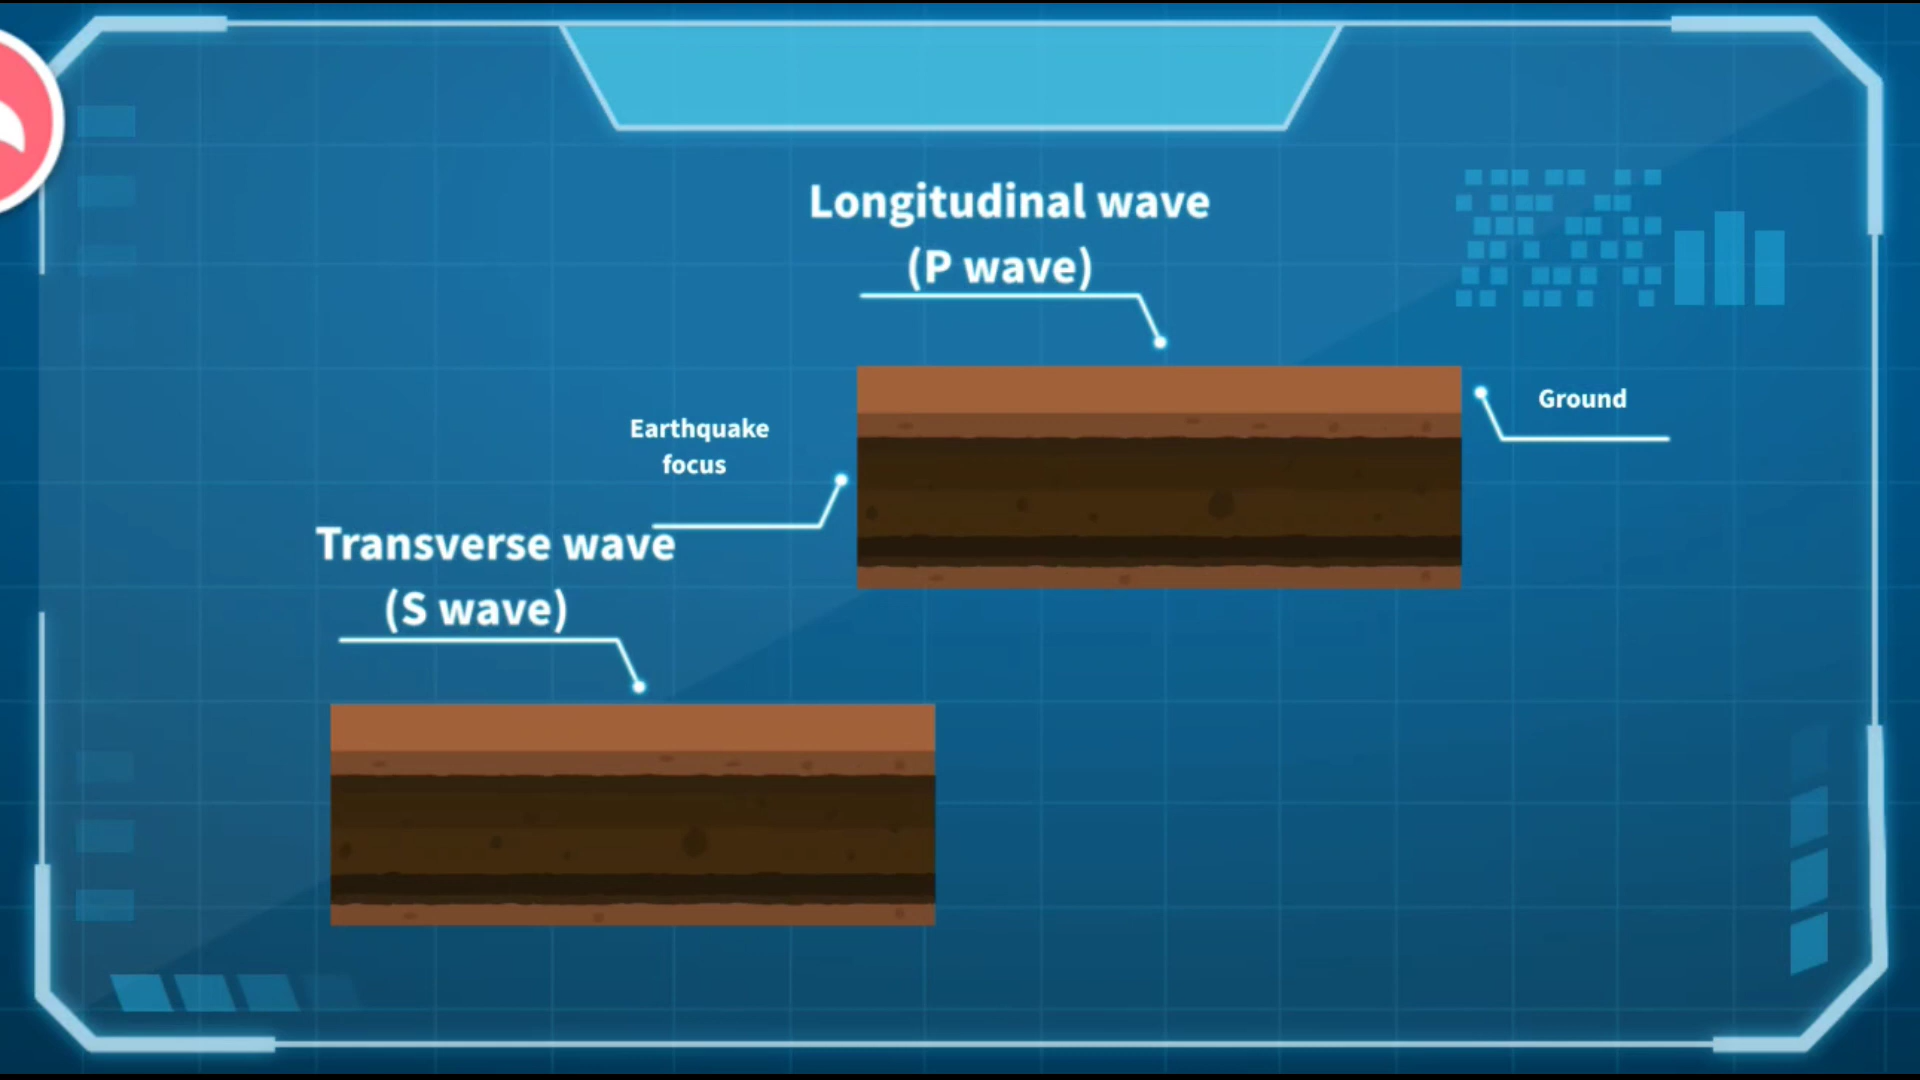 Longitudinal wave
(P wave)
Ground
Earthquake
focus
Transverse wave
(S wave)